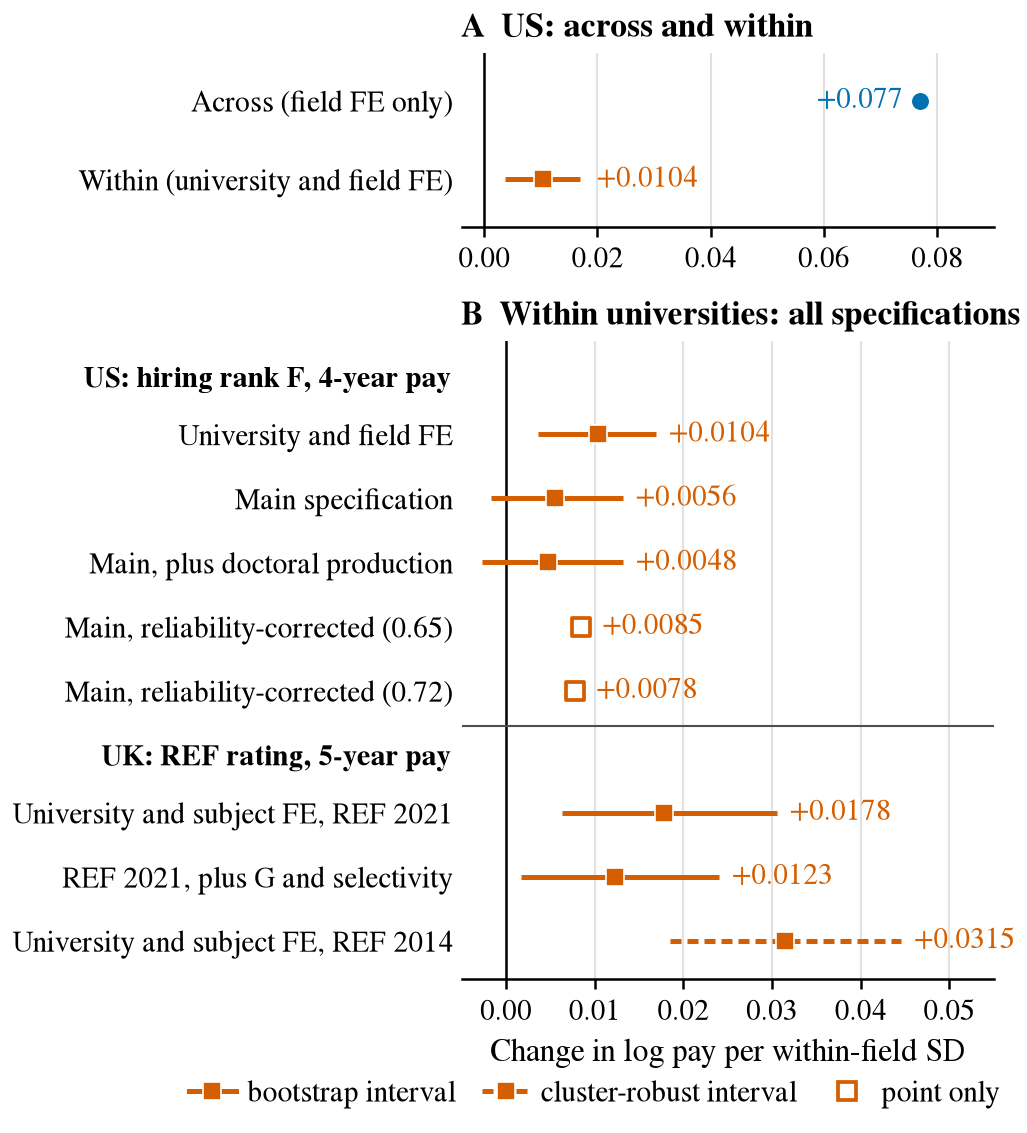 A US: across and within
Across (field FE only)
+0.077
Within (university and field FE)
+0.0104
0.00 0.02 0.04 0.06 0.08
B Within universities: all specifications
US: hiring rank F, 4-year pay
University and field FE
+0.0104
Main specification
+0.0056
Main, plus doctoral production
+0.0048
Main, reliability-corrected (0.65)
+0.0085
Main, reliability-corrected (0.72)
+0.0078
UK: REF rating, 5-year pay
University and subject FE, REF 2021
+0.0178
REF 2021, plus G and selectivity
+0.0123
University and subject FE, REF 2014
+0.0315
0.00 0.01 0.02 0.03 0.04 0.05
Change in log pay per within-field SD
bootstrap interval cluster-robust interval point only